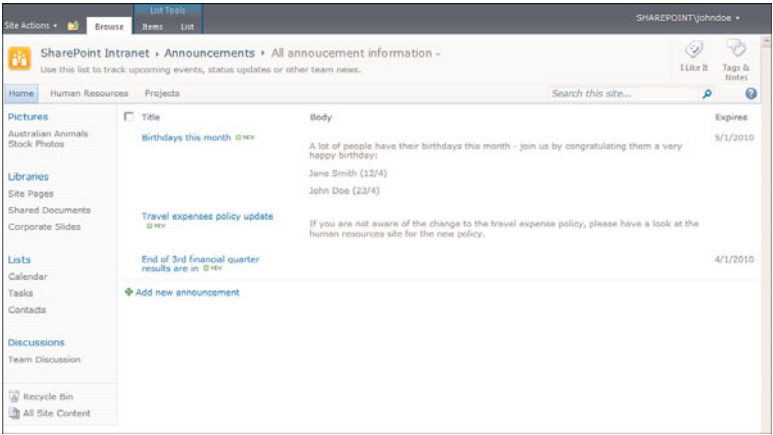 List Tools
Site Actions
Browse
Items
List
SHAREPOINT\johndoe
SharePoint Intranet › Announcements › All annoucement information
Use this list to track upcoming events, status updates or other team news.
I Like It
Tags &
Notes
Home
Human Resources
Projects
Search this site...
Pictures
Australian Animals
Stock Photos
Libraries
Site Pages
Shared Documents
Corporate Slides
Lists
Calendar
Tasks
Contacts
Discussions
Team Discussion
Recycle Bin
All Site Content
Title
Body
Expires
Birthdays this month NEW
A lot of people have their birthdays this month - join us by congratulating them a very
happy birthday:
Jane Smith (12/4)
John Doe (23/4)
5/1/2010
Travel expenses policy update
NEW
If you are not aware of the change to the travel expense policy, please have a look at the
human resources site for the new policy.
End of 3rd financial quarter
results are in NEW
4/1/2010
Add new announcement